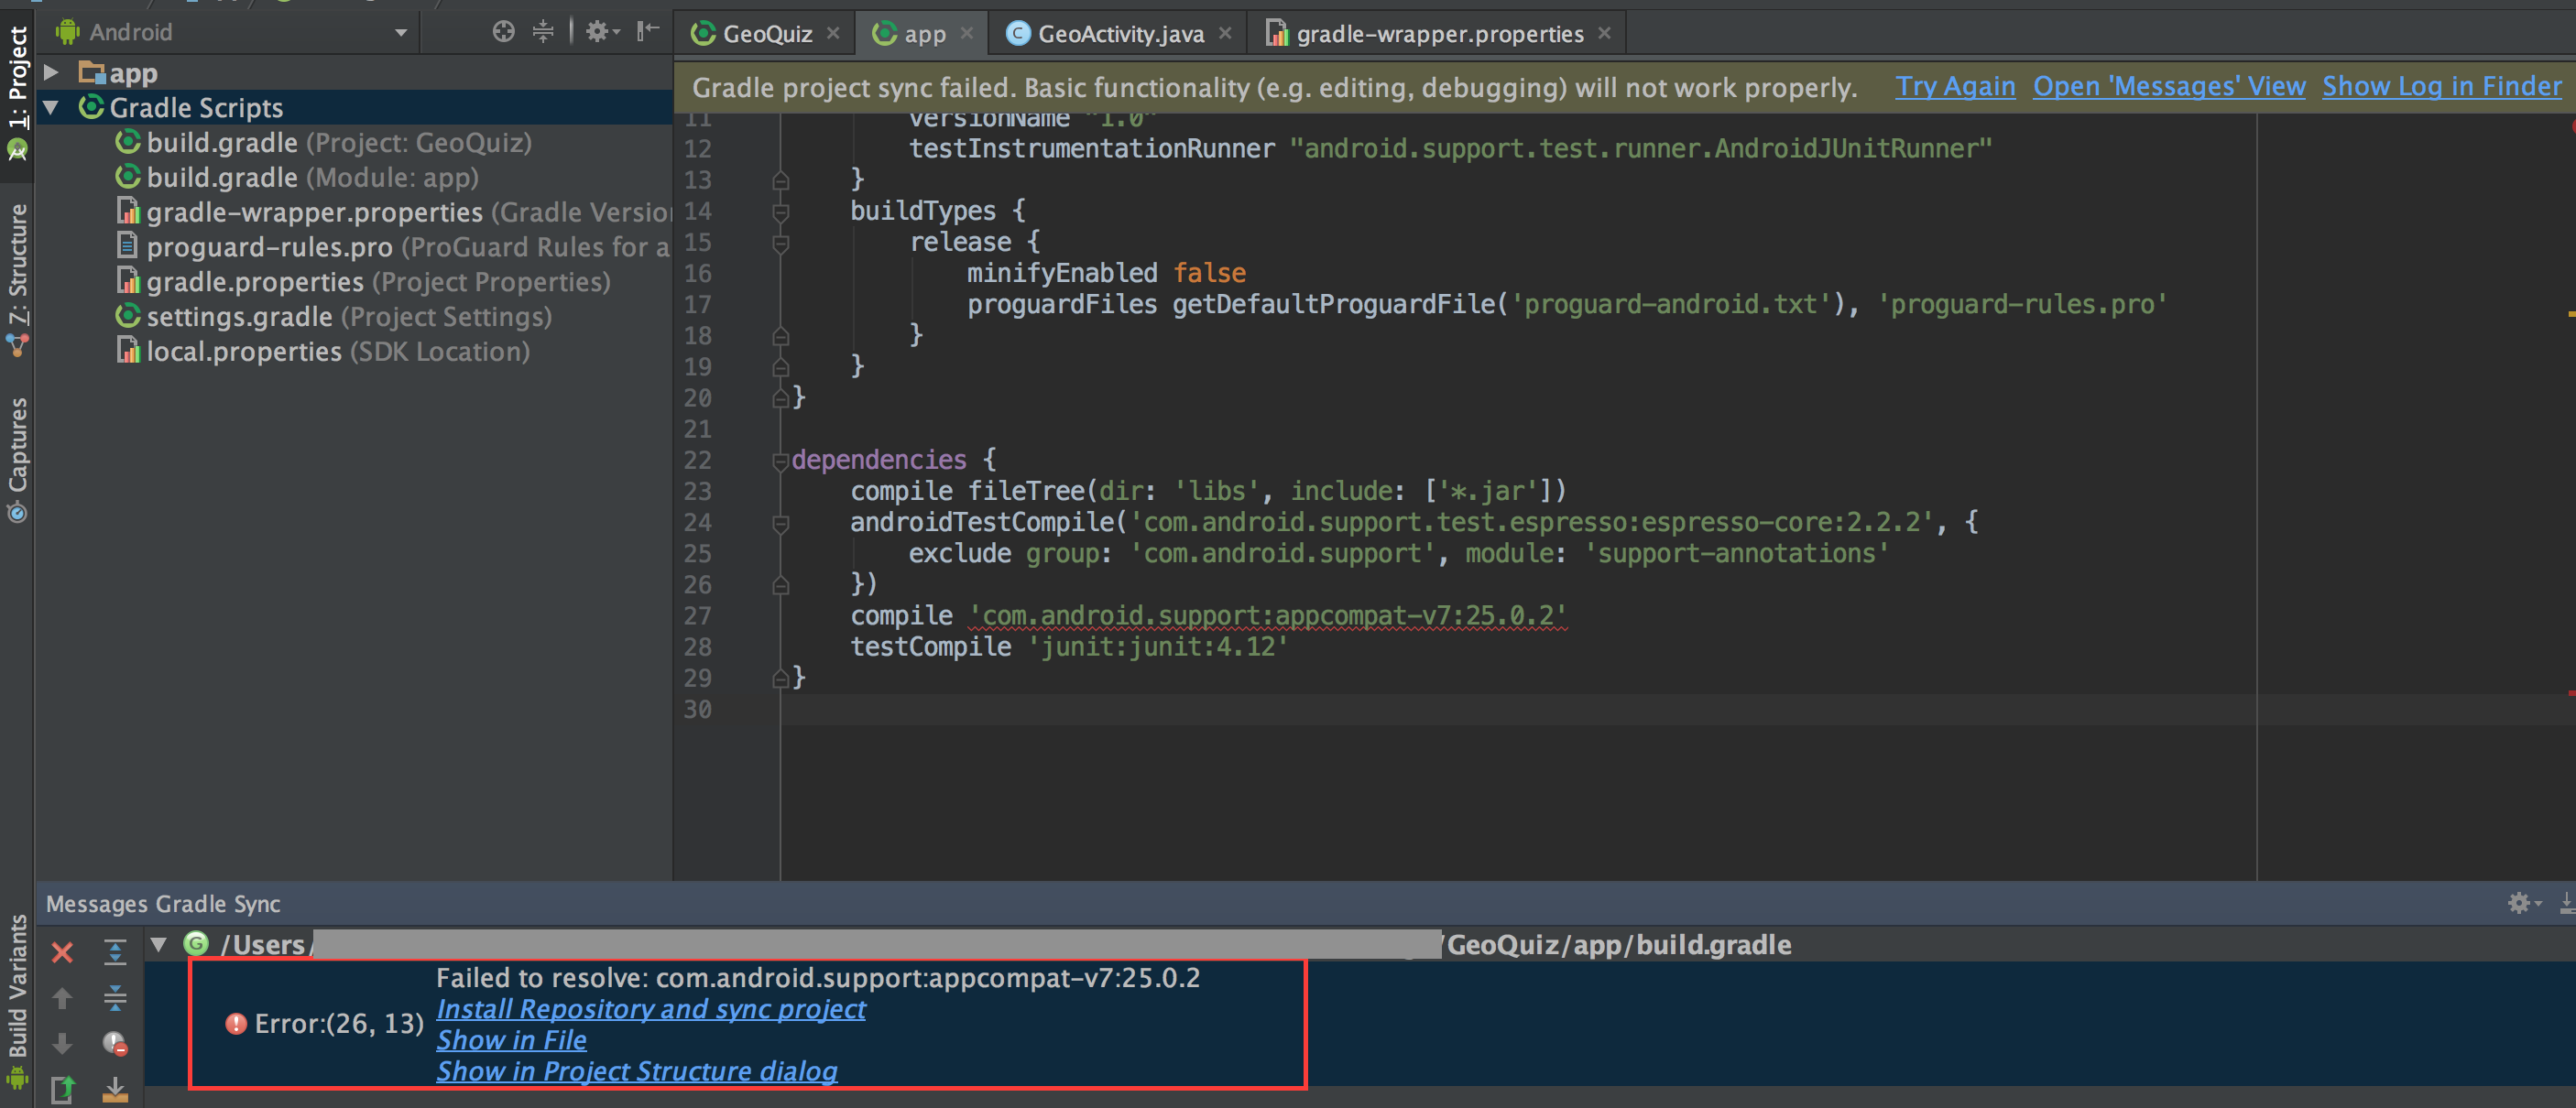 Android
GeoQuiz
app
GeoActivity.java
gradle-wrapper.properties
1: Project
7: Structure
Captures
Build Variants
app
Gradle Scripts
build.gradle (Project: GeoQuiz)
build.gradle (Module: app)
gradle-wrapper.properties (Gradle Versio
proguard-rules.pro (ProGuard Rules for a
gradle.properties (Project Properties)
settings.gradle (Project Settings)
local.properties (SDK Location)
Gradle project sync failed. Basic functionality (e.g. editing, debugging) will not work properly. Try Again Open 'Messages' View Show Log in Finder
11 versionName "1.0"
12 testInstrumentationRunner "android.support.test.runner.AndroidJUnitRunner"
13 }
14 buildTypes {
15 release {
16 minifyEnabled false
17 proguardFiles getDefaultProguardFile('proguard-android.txt'), 'proguard-rules.pro'
18 }
19 }
20 }
21
22 dependencies {
23 compile fileTree(dir: 'libs', include: ['*.jar'])
24 androidTestCompile('com.android.support.test.espresso:espresso-core:2.2.2', {
25 exclude group: 'com.android.support', module: 'support-annotations'
26 })
27 compile 'com.android.support:appcompat-v7:25.0.2'
28 testCompile 'junit:junit:4.12'
29 }
30
Messages Gradle Sync
/Users/ /GeoQuiz/app/build.gradle
Error:(26, 13) Failed to resolve: com.android.support:appcompat-v7:25.0.2
Install Repository and sync project
Show in File
Show in Project Structure dialog